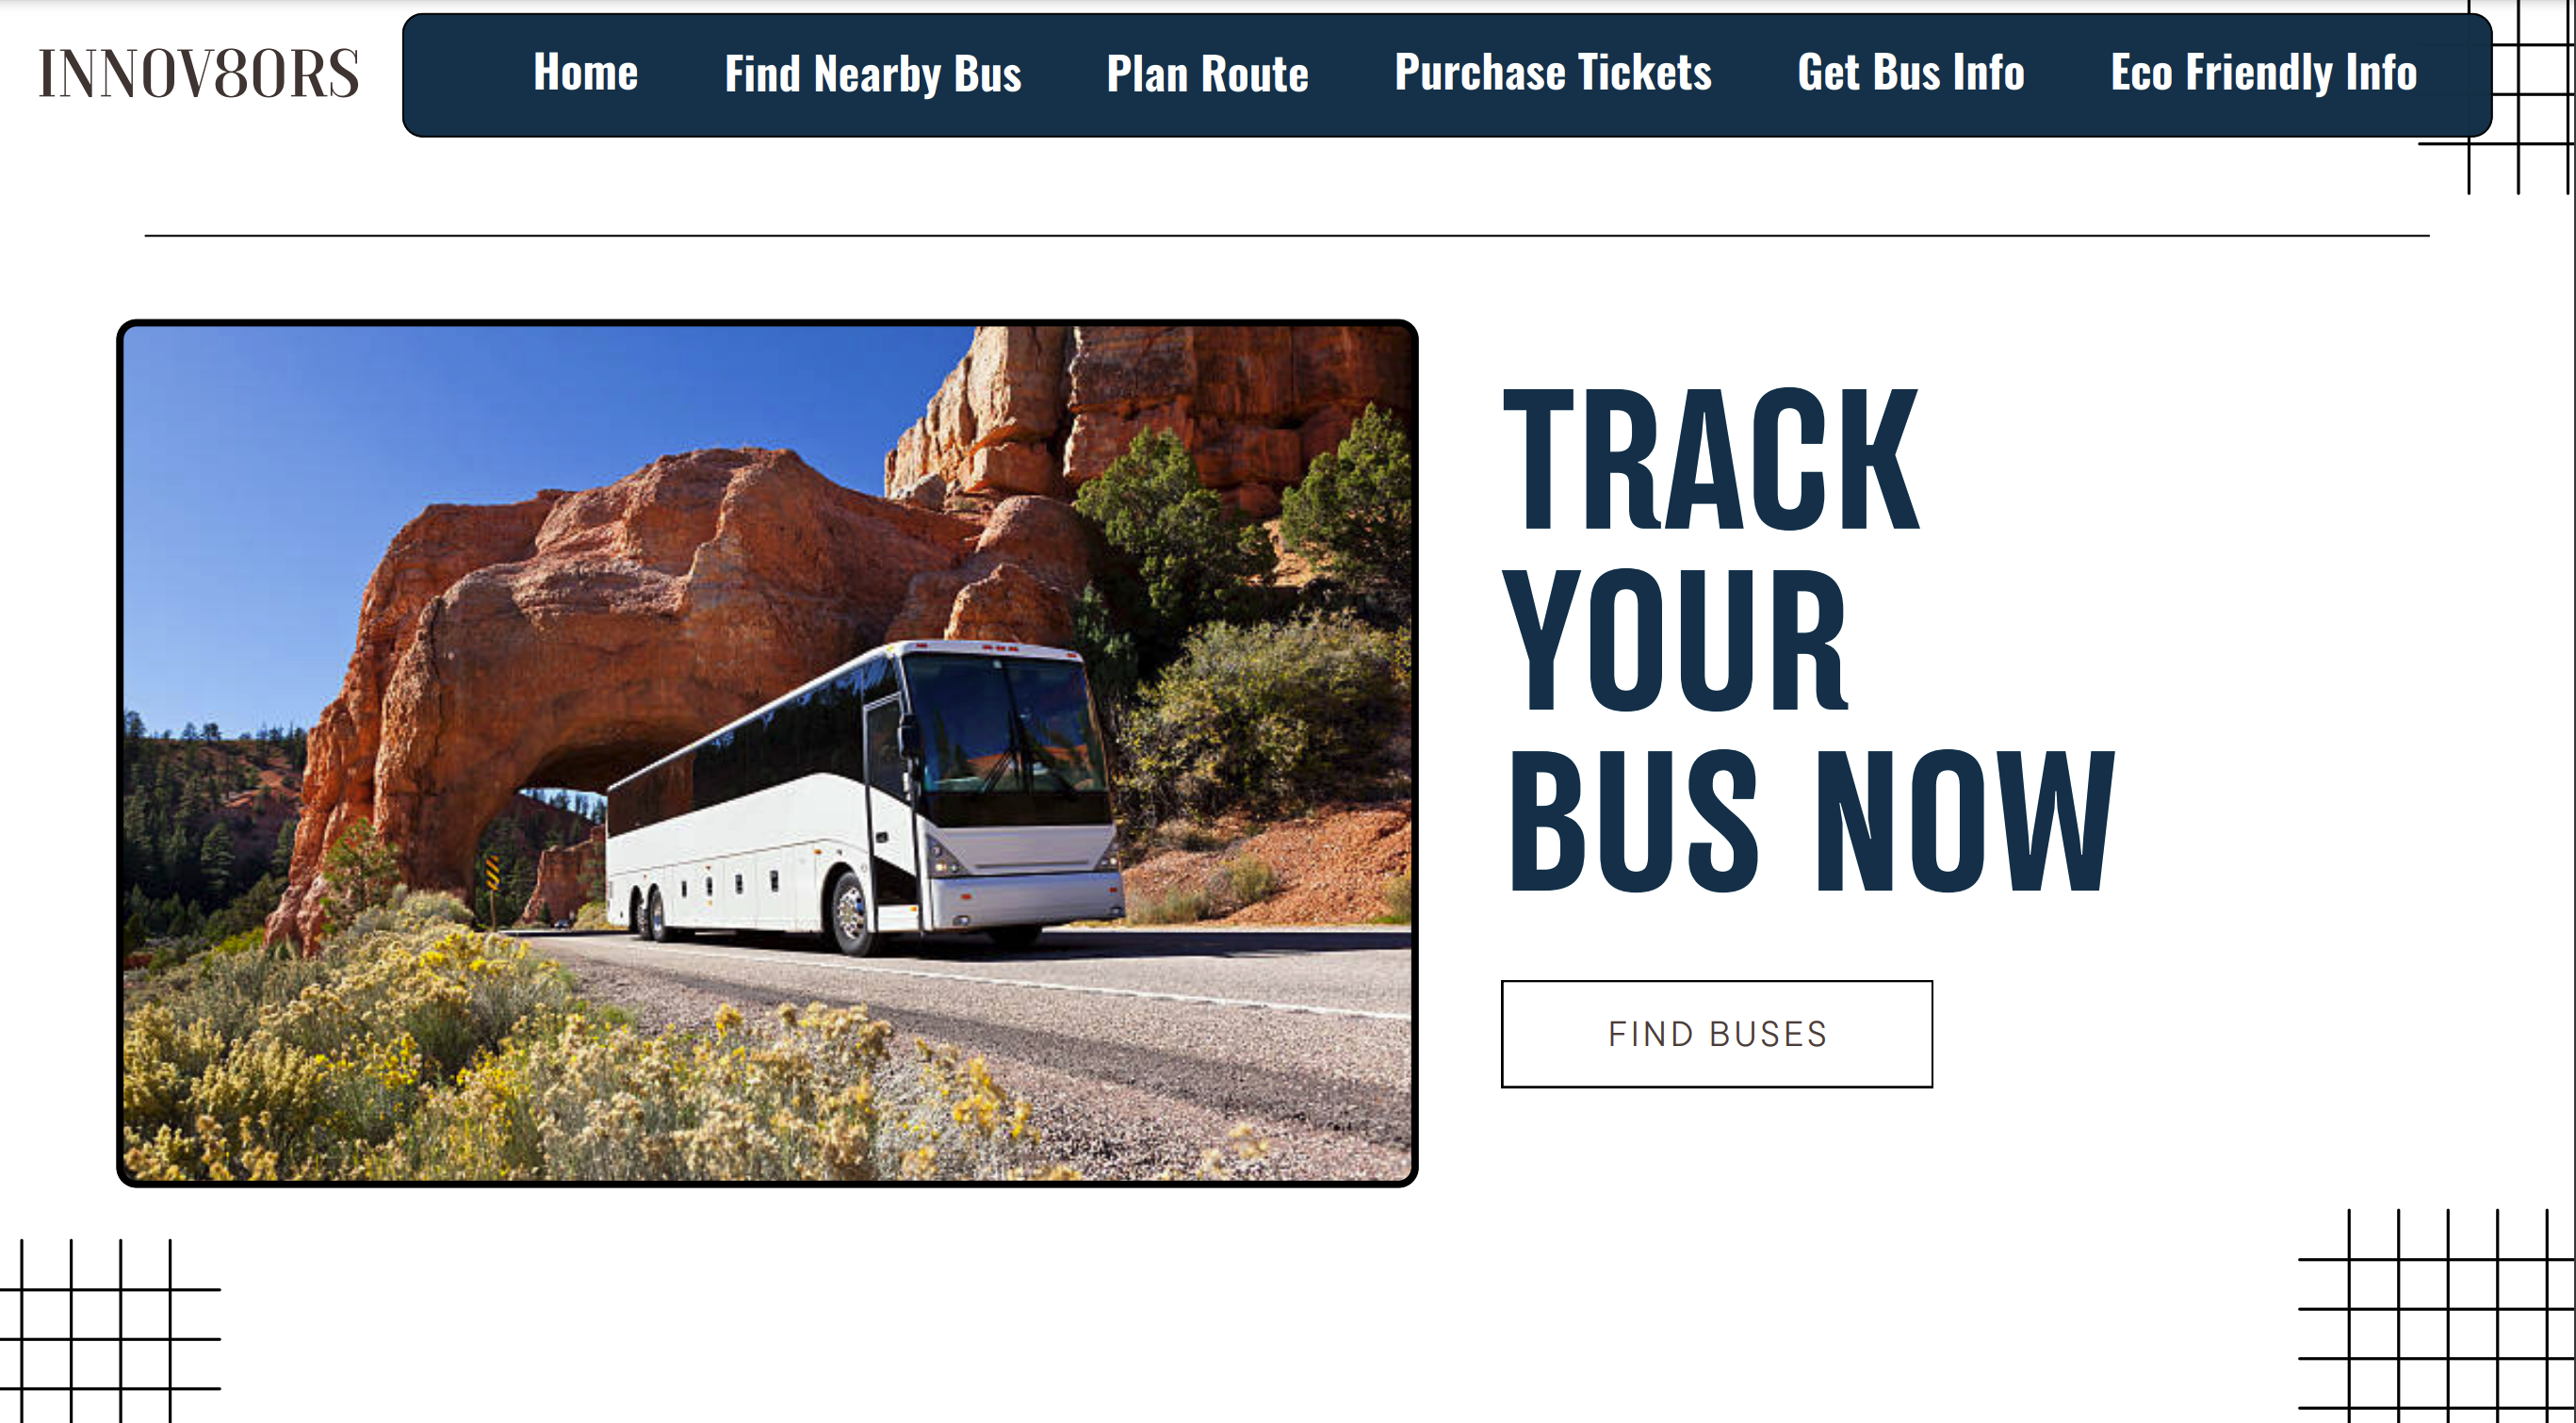 INNOV8ORS
Home Find Nearby Bus Plan Route Purchase Tickets Get Bus Info Eco Friendly Info
TRACK
YOUR
BUS NOW
FIND BUSES